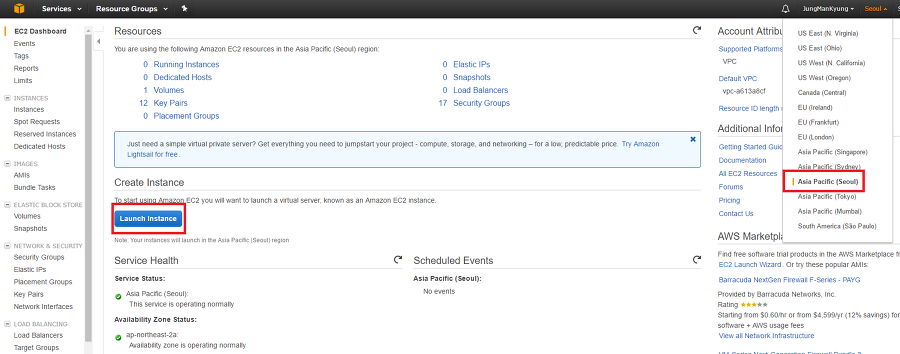 Services
Resource Groups
JungManKyung
Seoul
EC2 Dashboard
Events
Tags
Reports
Limits
INSTANCES
Instances
Spot Requests
Reserved Instances
Dedicated Hosts
IMAGES
AMIs
Bundle Tasks
ELASTIC BLOCK STORE
Volumes
Snapshots
NETWORK & SECURITY
Security Groups
Elastic IPs
Placement Groups
Key Pairs
Network Interfaces
LOAD BALANCING
Load Balancers
Target Groups
Resources
You are using the following Amazon EC2 resources in the Asia Pacific (Seoul) region:
0 Running Instances
0 Elastic IPs
0 Dedicated Hosts
0 Snapshots
1 Volumes
0 Load Balancers
12 Key Pairs
17 Security Groups
0 Placement Groups
Just need a simple virtual private server? Get everything you need to jumpstart your project - compute, storage, and networking – for a low, predictable price. Try Amazon
Lightsail for free.
Create Instance
To start using Amazon EC2 you will want to launch a virtual server, known as an Amazon EC2 instance.
Launch Instance
Note: Your instances will launch in the Asia Pacific (Seoul) region
Service Health
Service Status:
Asia Pacific (Seoul):
This service is operating normally
Availability Zone Status:
ap-northeast-2a:
Availability zone is operating normally
Scheduled Events
Asia Pacific (Seoul):
No events
Account Attribu
Supported Platforms
VPC
Default VPC
vpc-a613a8cf
Resource ID length
Additional Infor
Getting Started Guid
Documentation
All EC2 Resources
Forums
Pricing
Contact Us
AWS Marketplac
Find free software trial products in the AWS Marketplace from
EC2 Launch Wizard. Or try these popular AMIs:
Barracuda NextGen Firewall F-Series - PAYG
Provided by Barracuda Networks, Inc.
Rating
Starting from $0.60/hr or from $4,599/yr (12% savings) for
software + AWS usage fees
View all Network Infrastructure
US East (N. Virginia)
US East (Ohio)
US West (N. California)
US West (Oregon)
Canada (Central)
EU (Ireland)
EU (Frankfurt)
EU (London)
Asia Pacific (Singapore)
Asia Pacific (Sydney)
Asia Pacific (Seoul)
Asia Pacific (Tokyo)
Asia Pacific (Mumbai)
South America (São Paulo)